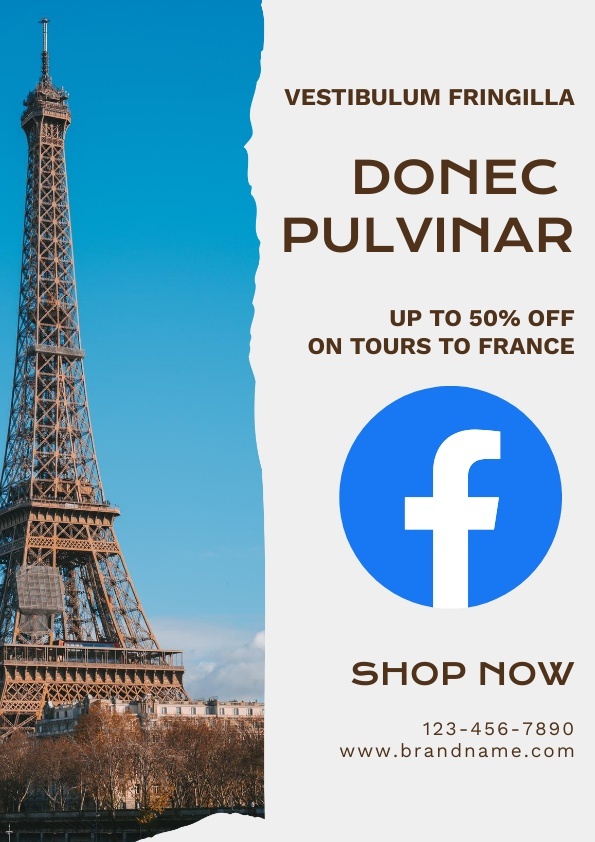 VESTIBULUM FRINGILLA
DONEC
PULVINAR
UP TO 50% OFF
ON TOURS TO FRANCE
SHOP NOW
123-456-7890
www.brandname.com